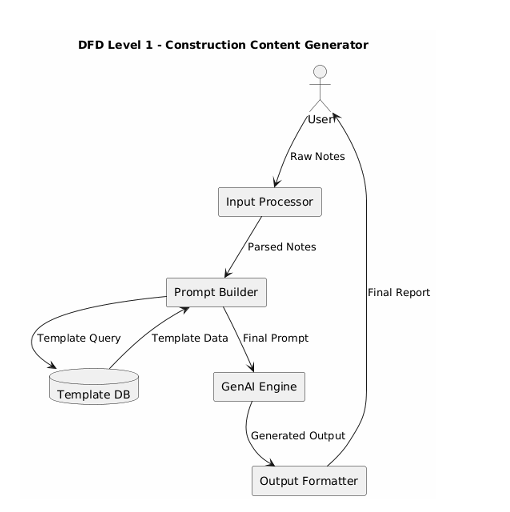 DFD Level 1 - Construction Content Generator
User
Raw Notes
Input Processor
Parsed Notes
Prompt Builder
Final Report
Template Query
Template Data
Final Prompt
Template DB
GenAI Engine
Generated Output
Output Formatter